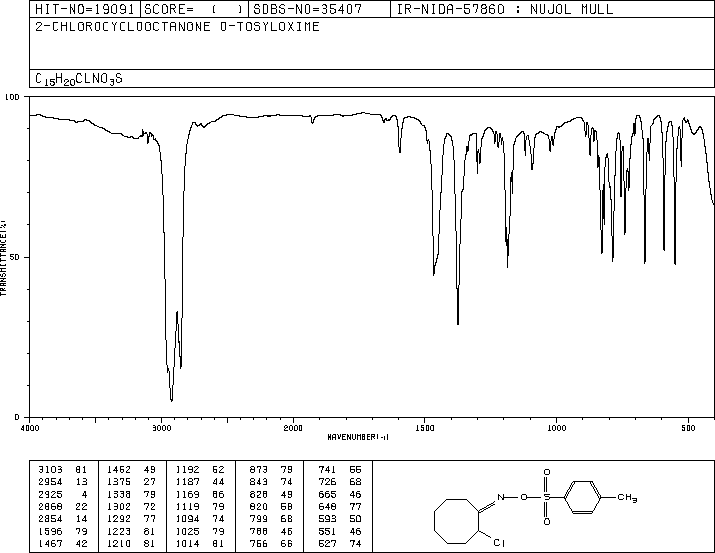 HIT-NO=19091 SCORE= ( ) SDBS-NO=35407 IR-NIDA-57860 : NUJOL MULL
2-CHLOROCYCLOOCTANONE O-TOSYLOXIME
C15H20CLNO3S
100
50
0
TRANSMITTANCE(%)
4000 3000 2000 1500 1000 500
WAVENUMBER(-1)
3103 81 1462 49 1192 62 873 79 741 55
2954 13 1375 27 1187 44 843 74 726 68
2925 4 1338 79 1169 86 828 49 665 46
2868 22 1302 72 1119 79 820 58 648 77
2854 14 1292 77 1094 74 799 68 593 50
1596 79 1223 81 1025 79 788 46 551 46
1467 42 1210 81 1014 81 766 66 527 74
O
N O S CH3
O
Cl